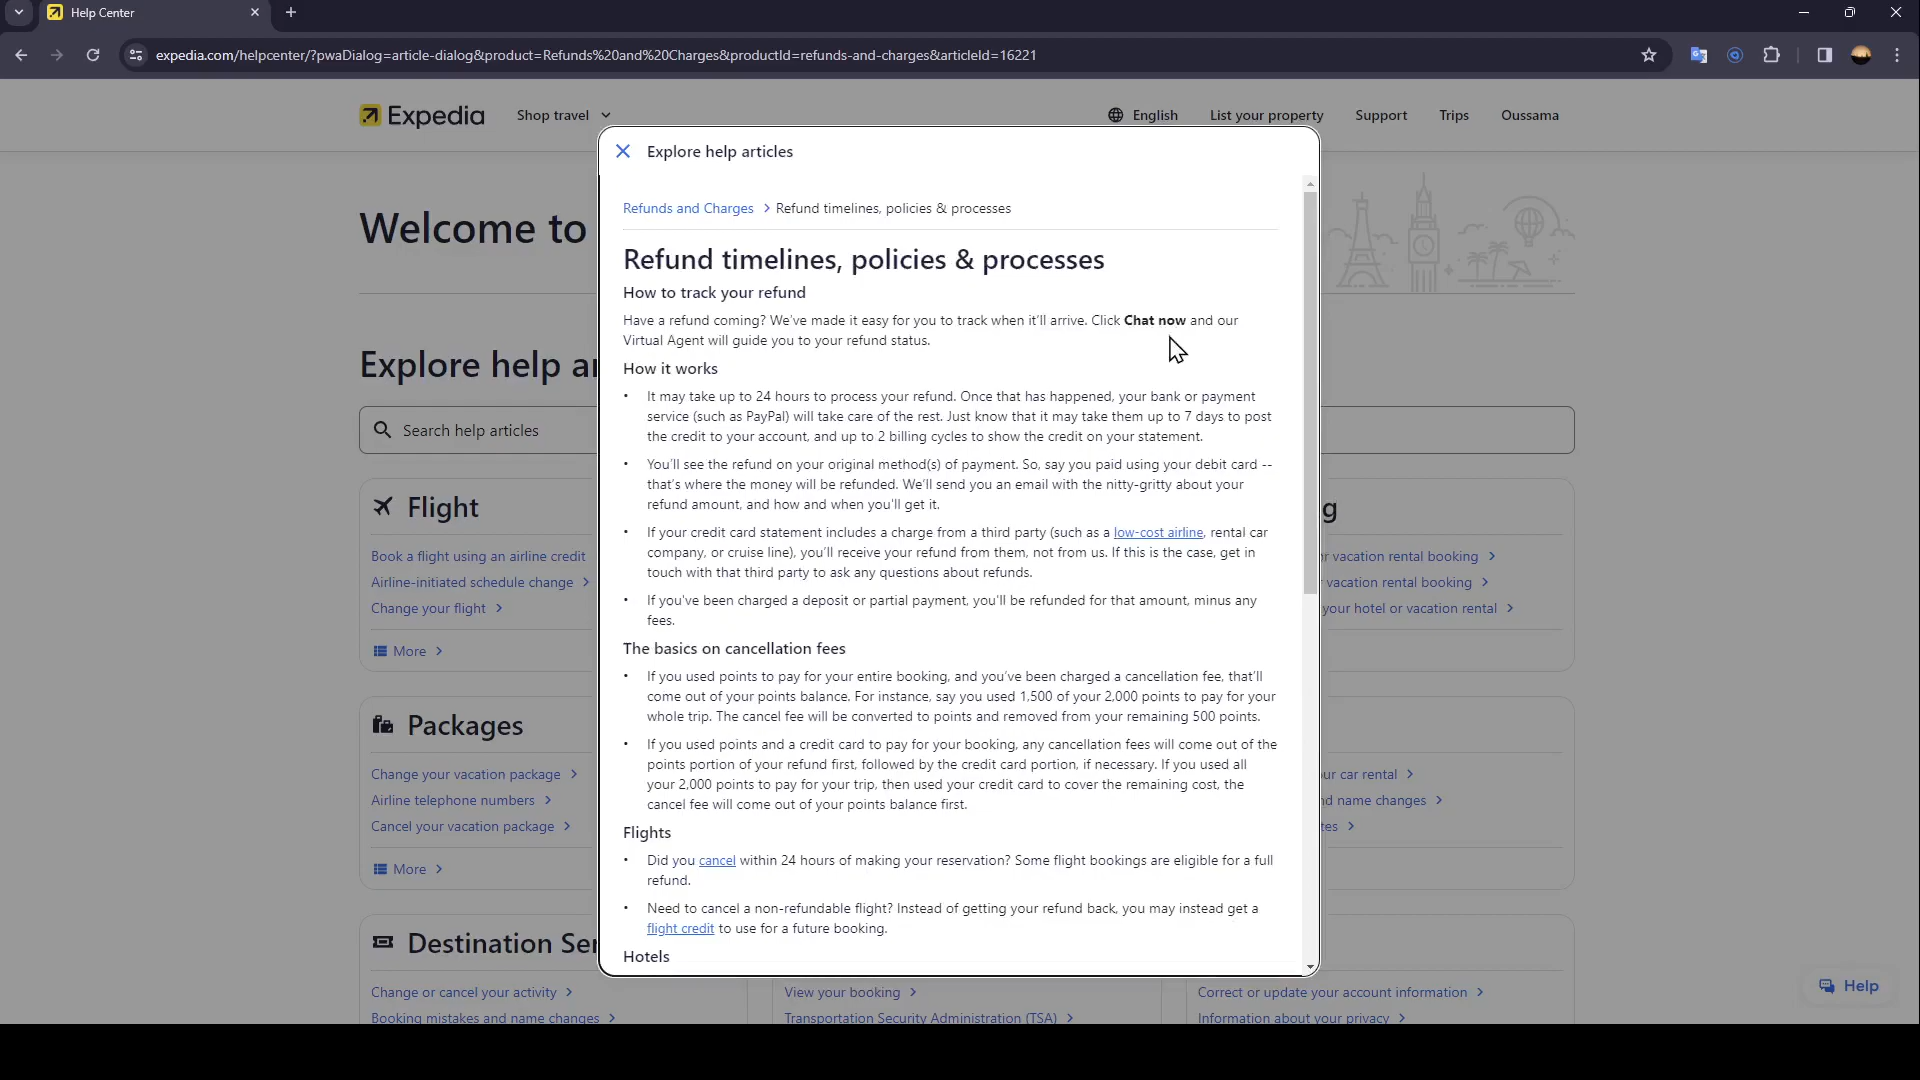 Help Center
expedia.com/helpcenter/?pwaDialog=article-dialog&product=Refunds%20and%20Charges&productId=refunds-and-charges&articleId=16221
Expedia
Shop travel
English
List your property
Support
Trips
Oussama
Welcome to
Explore help articles
Refunds and Charges > Refund timelines, policies & processes
Refund timelines, policies & processes
How to track your refund
Have a refund coming? We've made it easy for you to track when it'll arrive. Click Chat now and our
Virtual Agent will guide you to your refund status.
How it works
• It may take up to 24 hours to process your refund. Once that has happened, your bank or payment
service (such as PayPal) will take care of the rest. Just know that it may take them up to 7 days to post
the credit to your account, and up to 2 billing cycles to show the credit on your statement.
• You'll see the refund on your original method(s) of payment. So, say you paid using your debit card --
that's where the money will be refunded. We'll send you an email with the nitty-gritty about your
refund amount, and how and when you'll get it.
• If your credit card statement includes a charge from a third party (such as a low-cost airline, rental car
company, or cruise line), you'll receive your refund from them, not from us. If this is the case, get in
touch with that third party to ask any questions about refunds.
• If you've been charged a deposit or partial payment, you'll be refunded for that amount, minus any
fees.
The basics on cancellation fees
• If you used points to pay for your entire booking, and you've been charged a cancellation fee, that'll
come out of your points balance. For instance, say you used 1,500 of your 2,000 points to pay for your
whole trip. The cancel fee will be converted to points and removed from your remaining 500 points.
• If you used points and a credit card to pay for your booking, any cancellation fees will come out of the
points portion of your refund first, followed by the credit card portion, if necessary. If you used all
your 2,000 points to pay for your trip, then used your credit card to cover the remaining cost, the
cancel fee will come out of your points balance first.
Flights
• Did you cancel within 24 hours of making your reservation? Some flight bookings are eligible for a full
refund.
• Need to cancel a non-refundable flight? Instead of getting your refund back, you may instead get a
flight credit to use for a future booking.
Hotels
Explore help
Search help articles
Flight
Book a flight using an airline credit
Airline-initiated schedule change
Change your flight
More
vacation rental booking
vacation rental booking
your hotel or vacation rental
Packages
Change your vacation package
Airline telephone numbers
Cancel your vacation package
More
car rental
name changes
Destination
Change or cancel your activity
Booking mistakes and name changes
View your booking
Transportation Security Administration (TSA)
Correct or update your account information
Information about your privacy
Help